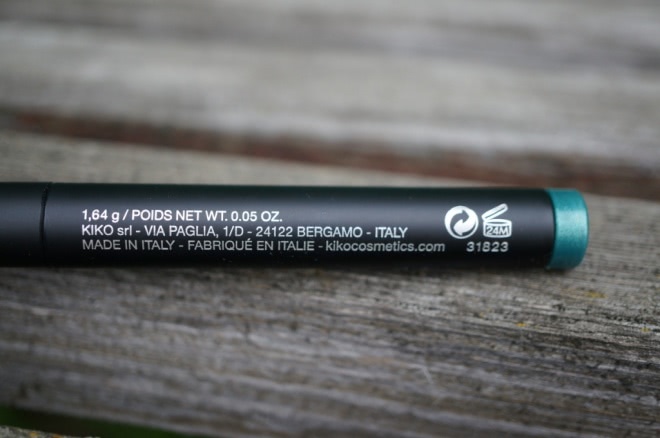 1,64 g / POIDS NET WT. 0.05 OZ.
KIKO srl - VIA PAGLIA, 1/D - 24122 BERGAMO - ITALY
MADE IN ITALY - FABRIQUÉ EN ITALIE - kikocosmetics.com
24M
31823